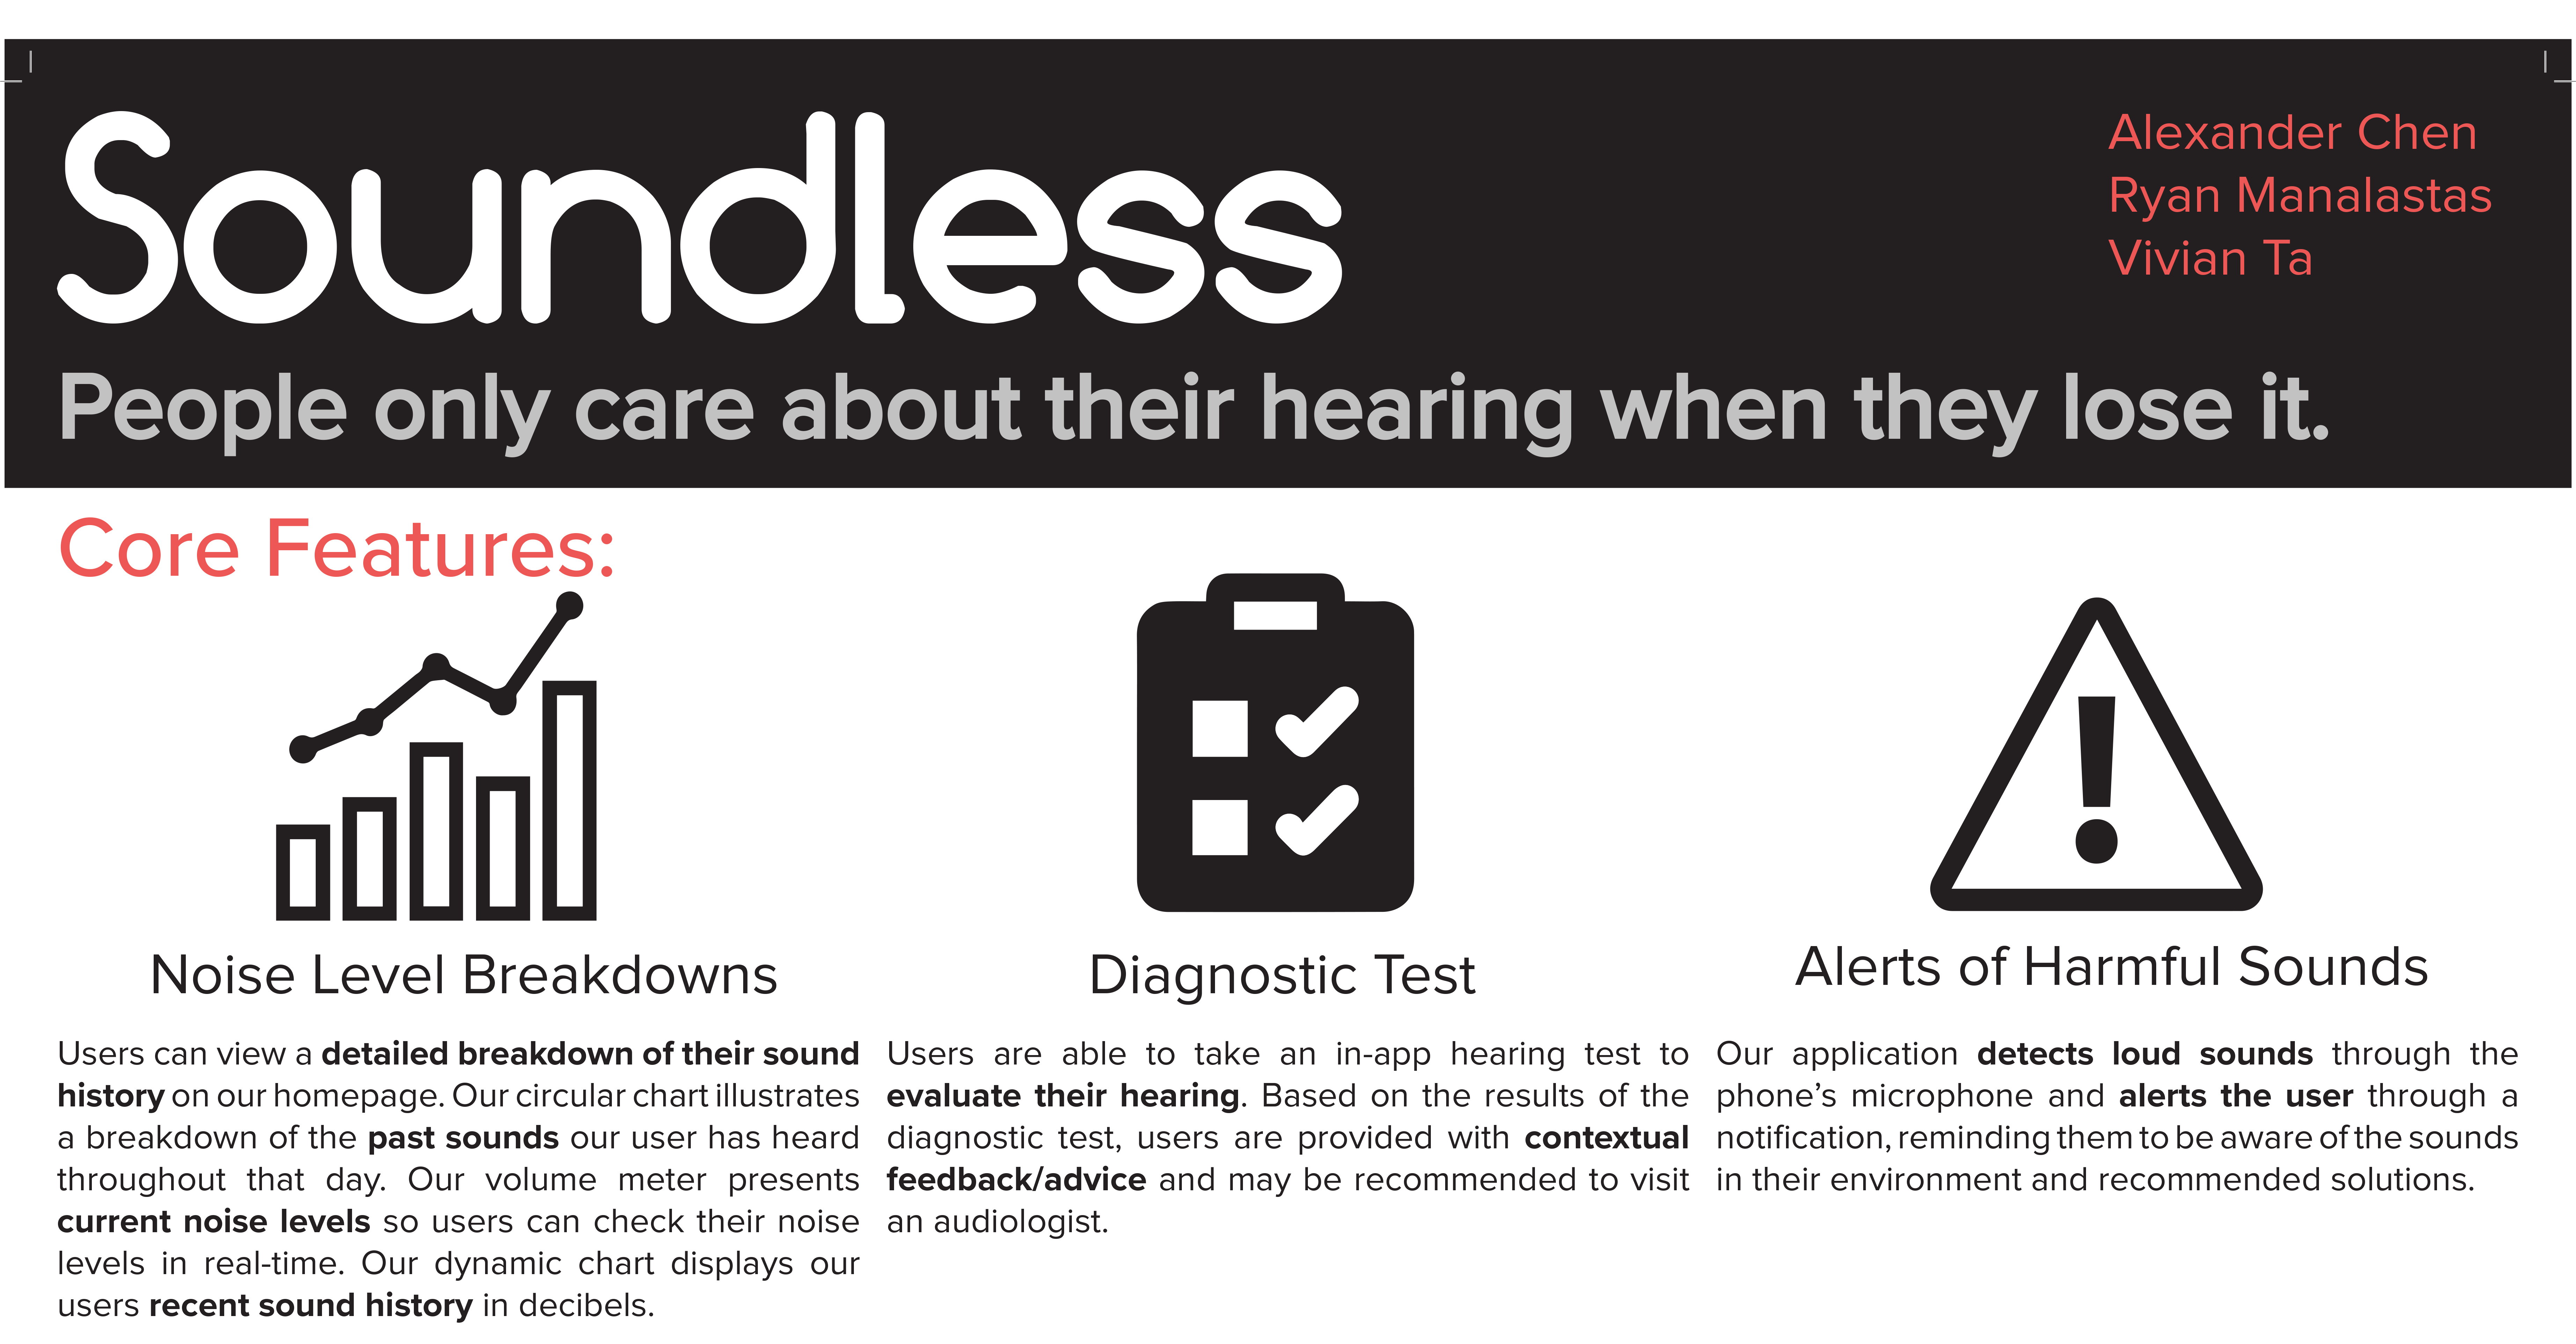 Soundless
Alexander Chen
Ryan Manalastas
Vivian Ta
People only care about their hearing when they lose it.
Core Features:
Noise Level Breakdowns
Users can view a detailed breakdown of their sound
history on our homepage. Our circular chart illustrates
a breakdown of the past sounds our user has heard
throughout that day. Our volume meter presents
current noise levels so users can check their noise
levels in real-time. Our dynamic chart displays our
users recent sound history in decibels.
Diagnostic Test
Users are able to take an in-app hearing test to
evaluate their hearing. Based on the results of the
diagnostic test, users are provided with contextual
feedback/advice and may be recommended to visit
an audiologist.
Alerts of Harmful Sounds
Our application detects loud sounds through the
phone’s microphone and alerts the user through a
notification, reminding them to be aware of the sounds
in their environment and recommended solutions.